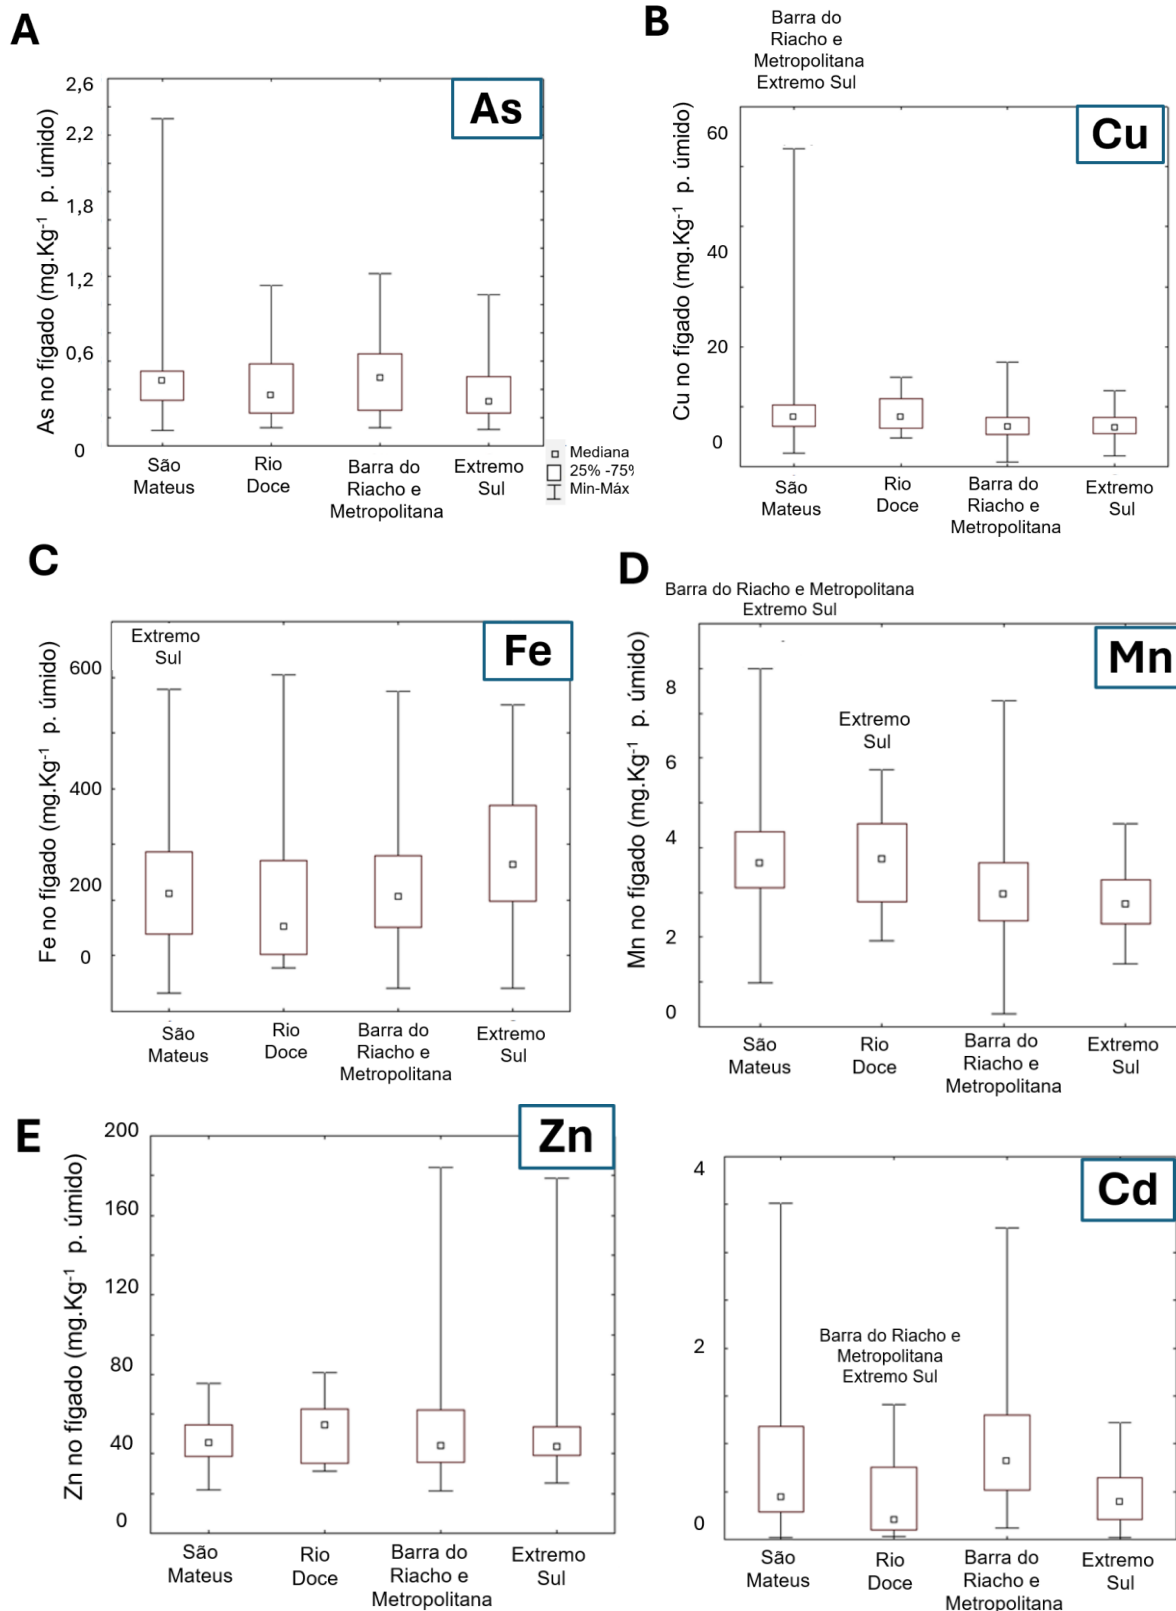 A
As
As no fígado (mg.Kg⁻¹ p. úmido)
2,6
2,2
1,8
1,2
0,6
0
São
Mateus
Rio
Doce
Barra do
Riacho e
Metropolitana
Extremo
Sul
Mediana
25% -75%
Min-Máx
B
Barra do
Riacho e
Metropolitana
Extremo Sul
Cu
Cu no fígado (mg.Kg⁻¹ p. úmido)
60
40
20
0
São
Mateus
Rio
Doce
Barra do
Riacho e
Metropolitana
Extremo
Sul
C
Extremo
Sul
Fe
Fe no fígado (mg.Kg⁻¹ p. úmido)
600
400
200
0
São
Mateus
Rio
Doce
Barra do
Riacho e
Metropolitana
Extremo
Sul
D
Barra do Riacho e Metropolitana
Extremo Sul
Mn
Extremo
Sul
Mn no fígado (mg.Kg⁻¹ p. úmido)
8
6
4
2
0
São
Mateus
Rio
Doce
Barra do
Riacho e
Metropolitana
Extremo
Sul
E
Zn
Zn no fígado (mg.Kg⁻¹ p. úmido)
200
160
120
80
40
0
São
Mateus
Rio
Doce
Barra do
Riacho e
Metropolitana
Extremo
Sul
Cd
4
2
0
Barra do Riacho e
Metropolitana
Extremo Sul
São
Mateus
Rio
Doce
Barra do
Riacho e
Metropolitana
Extremo
Sul